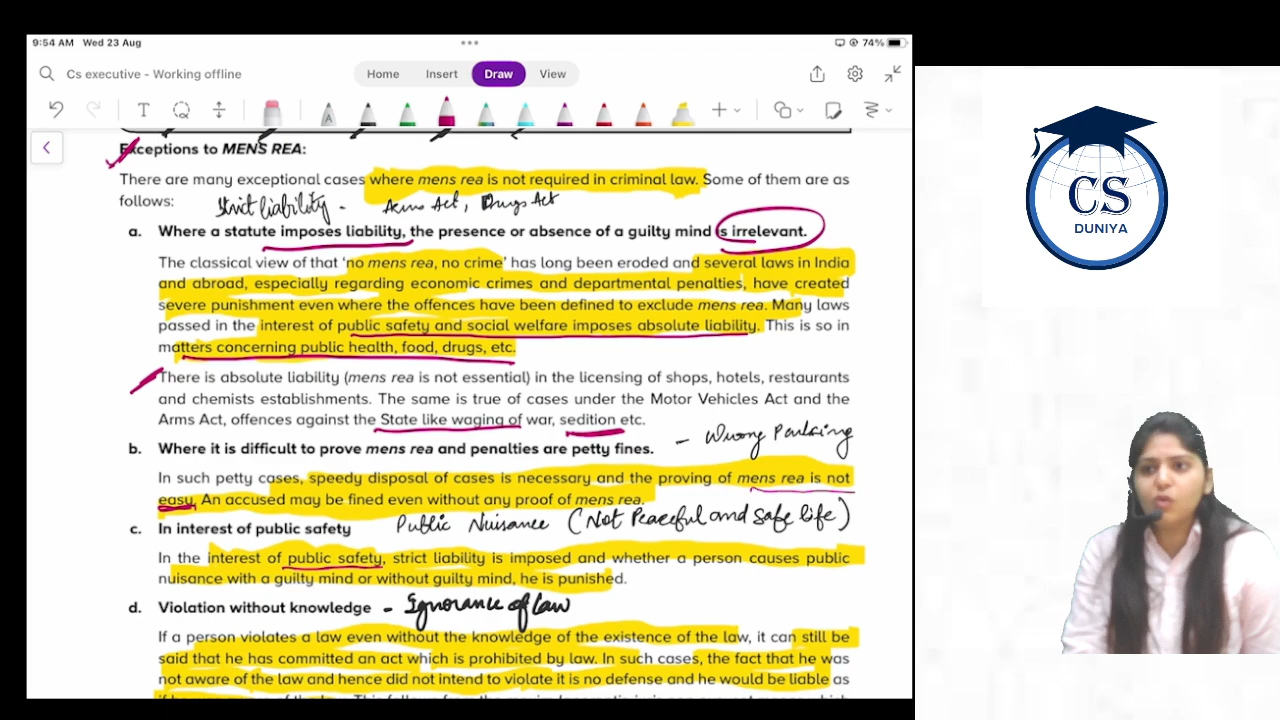 9:54 AM Wed 23 Aug
74%
Cs executive - Working offline
Home Insert Draw View
Exceptions to MENS REA:
There are many exceptional cases where mens rea is not required in criminal law. Some of them are as
follows: Strict liability - Arms Act, Drugs Act
a. Where a statute imposes liability, the presence or absence of a guilty mind is irrelevant.
The classical view of that 'no mens rea, no crime' has long been eroded and several laws in India
and abroad, especially regarding economic crimes and departmental penalties, have created
severe punishment even where the offences have been defined to exclude mens rea. Many laws
passed in the interest of public safety and social welfare imposes absolute liability. This is so in
matters concerning public health, food, drugs, etc.
There is absolute liability (mens rea is not essential) in the licensing of shops, hotels, restaurants
and chemists establishments. The same is true of cases under the Motor Vehicles Act and the
Arms Act, offences against the State like waging of war, sedition etc.
b. Where it is difficult to prove mens rea and penalties are petty fines. - Wrong Parking
In such petty cases, speedy disposal of cases is necessary and the proving of mens rea is not
easy. An accused may be fined even without any proof of mens rea.
c. In interest of public safety Public Nuisance (Not Peaceful and Safe life)
In the interest of public safety, strict liability is imposed and whether a person causes public
nuisance with a guilty mind or without guilty mind, he is punished.
d. Violation without knowledge - Ignorance of law
If a person violates a law even without the knowledge of the existence of the law, it can still be
said that he has committed an act which is prohibited by law. In such cases, the fact that he was
not aware of the law and hence did not intend to violate it is no defense and he would be liable as
CS
DUNIYA